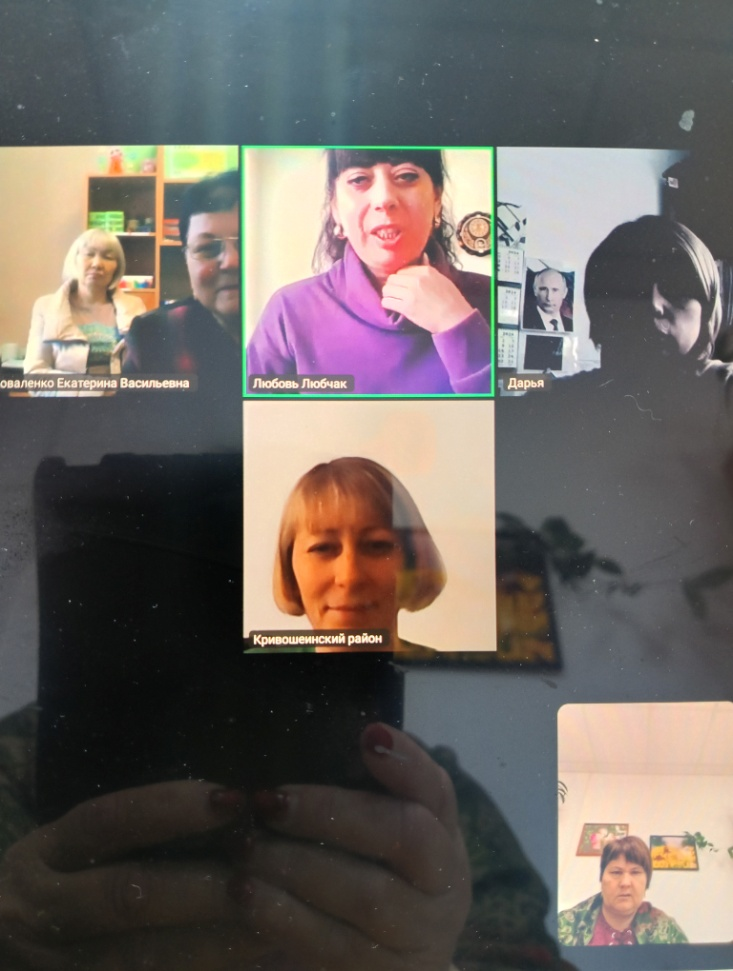 оваленко Екатерина Васильевна
Любовь Любчак
Дарья
Кривошеинский район